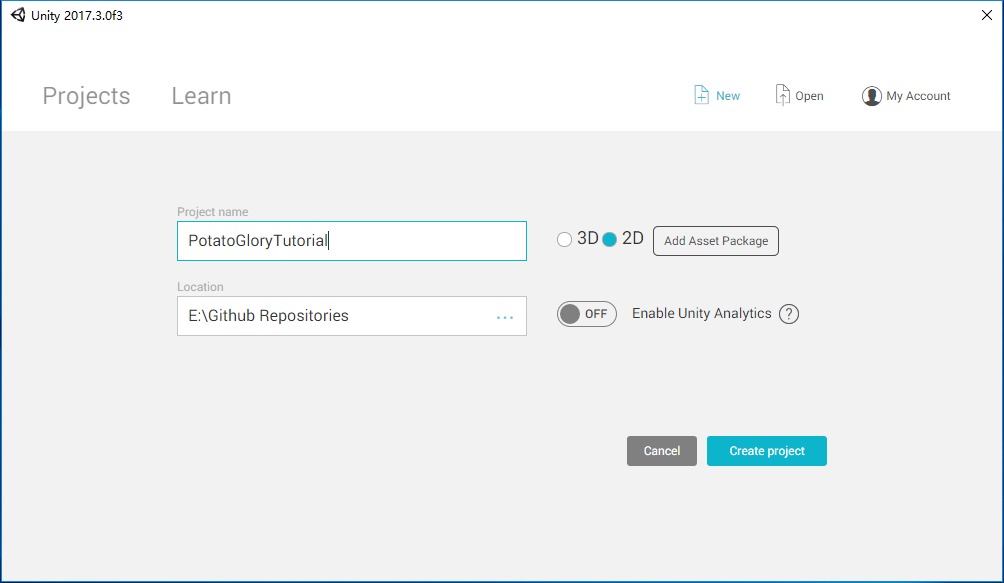 Unity 2017.3.0f3
Projects Learn New Open My Account
Project name
PotatoGloryTutorial 3D 2D Add Asset Package
Location
E:\Github Repositories ... OFF Enable Unity Analytics ?
Cancel Create project